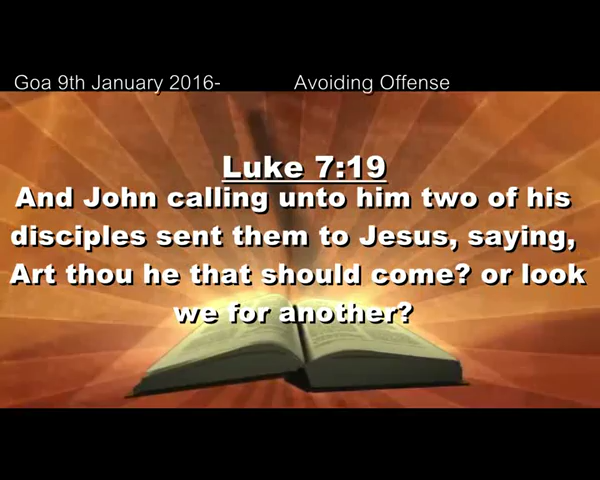 Goa 9th January 2016- Avoiding Offense
Luke 7:19
And John calling unto him two of his
disciples sent them to Jesus, saying,
Art thou he that should come? or look
we for another?